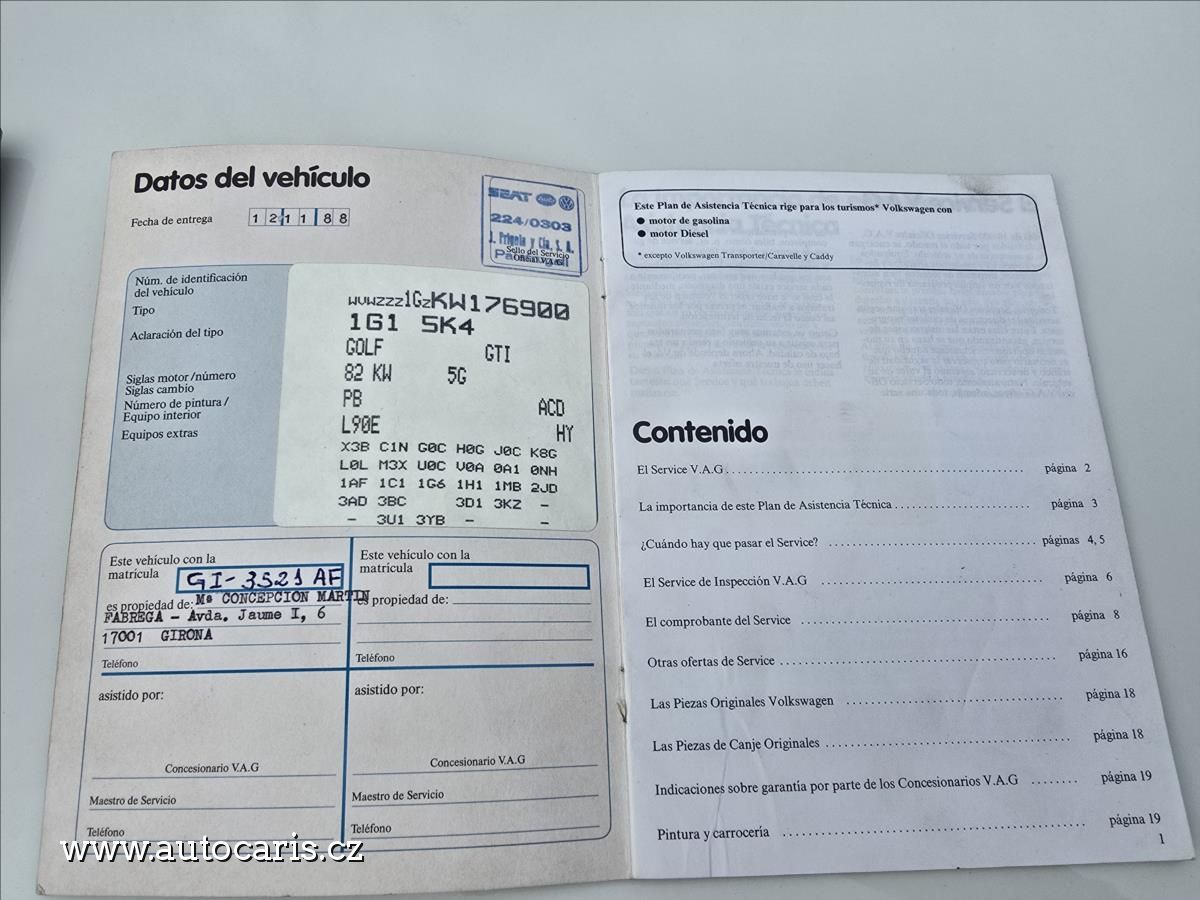 Datos del vehículo
Fecha de entrega
1 2 1 1 8 8
SEAT
224/0303
J. Prigola y Cía, S. A.
Sello del Servicio
Oficial V.A.G
Núm. de identificación
del vehículo
WVWZZZ1GZKW176900
Tipo
1G1 5K4
Aclaración del tipo
GOLF GTI
Siglas motor/número
82 KW 5G
Siglas cambio
PB ACD
Número de pintura /
Equipo interior
L90E HY
Equipos extras
X3B C1N G0C H0G J0C K8G
L0L M3X U0C V0A 0A1 0NH
1AF 1C1 1G6 1H1 1MB 2JD
3AD 3BC 3D1 3KZ –
– 3U1 3YB – –
Este vehículo con la
matrícula GI-3521 AF
es propiedad de: Mª CONCEPCION MARTIN
FABREGA – Avda. Jaume I, 6
17001 GIRONA
Teléfono
asistido por:
Concesionario V.A.G
Maestro de Servicio
Teléfono
Este vehículo con la
matrícula
es propiedad de:
Teléfono
asistido por:
Concesionario V.A.G
Maestro de Servicio
Teléfono
Este Plan de Asistencia Técnica rige para los turismos* Volkswagen con
● motor de gasolina
● motor Diesel
* excepto Volkswagen Transporter/Caravelle y Caddy
Contenido
El Service V.A.G página 2
La importancia de este Plan de Asistencia Técnica página 3
¿Cuándo hay que pasar el Service? páginas 4, 5
El Service de Inspección V.A.G página 6
El comprobante del Service página 8
Otras ofertas de Service página 16
Las Piezas Originales Volkswagen página 18
Las Piezas de Canje Originales página 18
Indicaciones sobre garantía por parte de los Concesionarios V.A.G página 19
Pintura y carrocería página 19
1
www.autocaris.cz